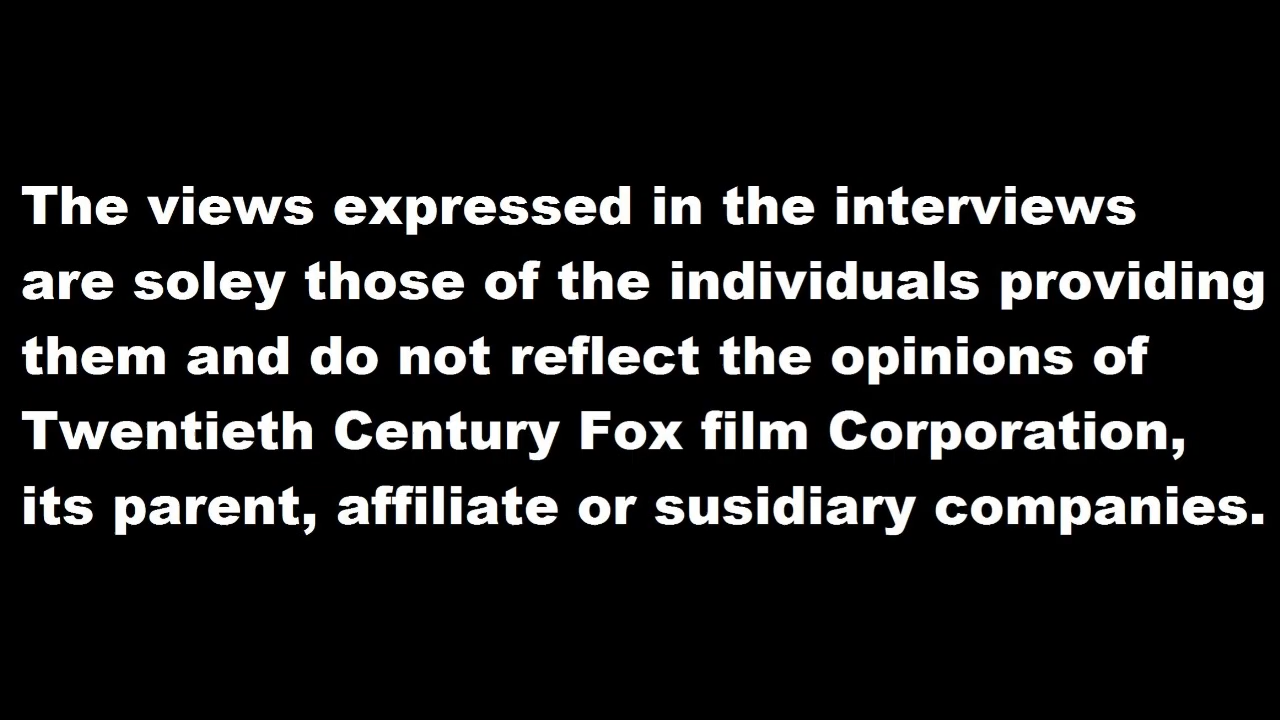 The views expressed in the interviews
are soley those of the individuals providing
them and do not reflect the opinions of
Twentieth Century Fox film Corporation,
its parent, affiliate or susidiary companies.